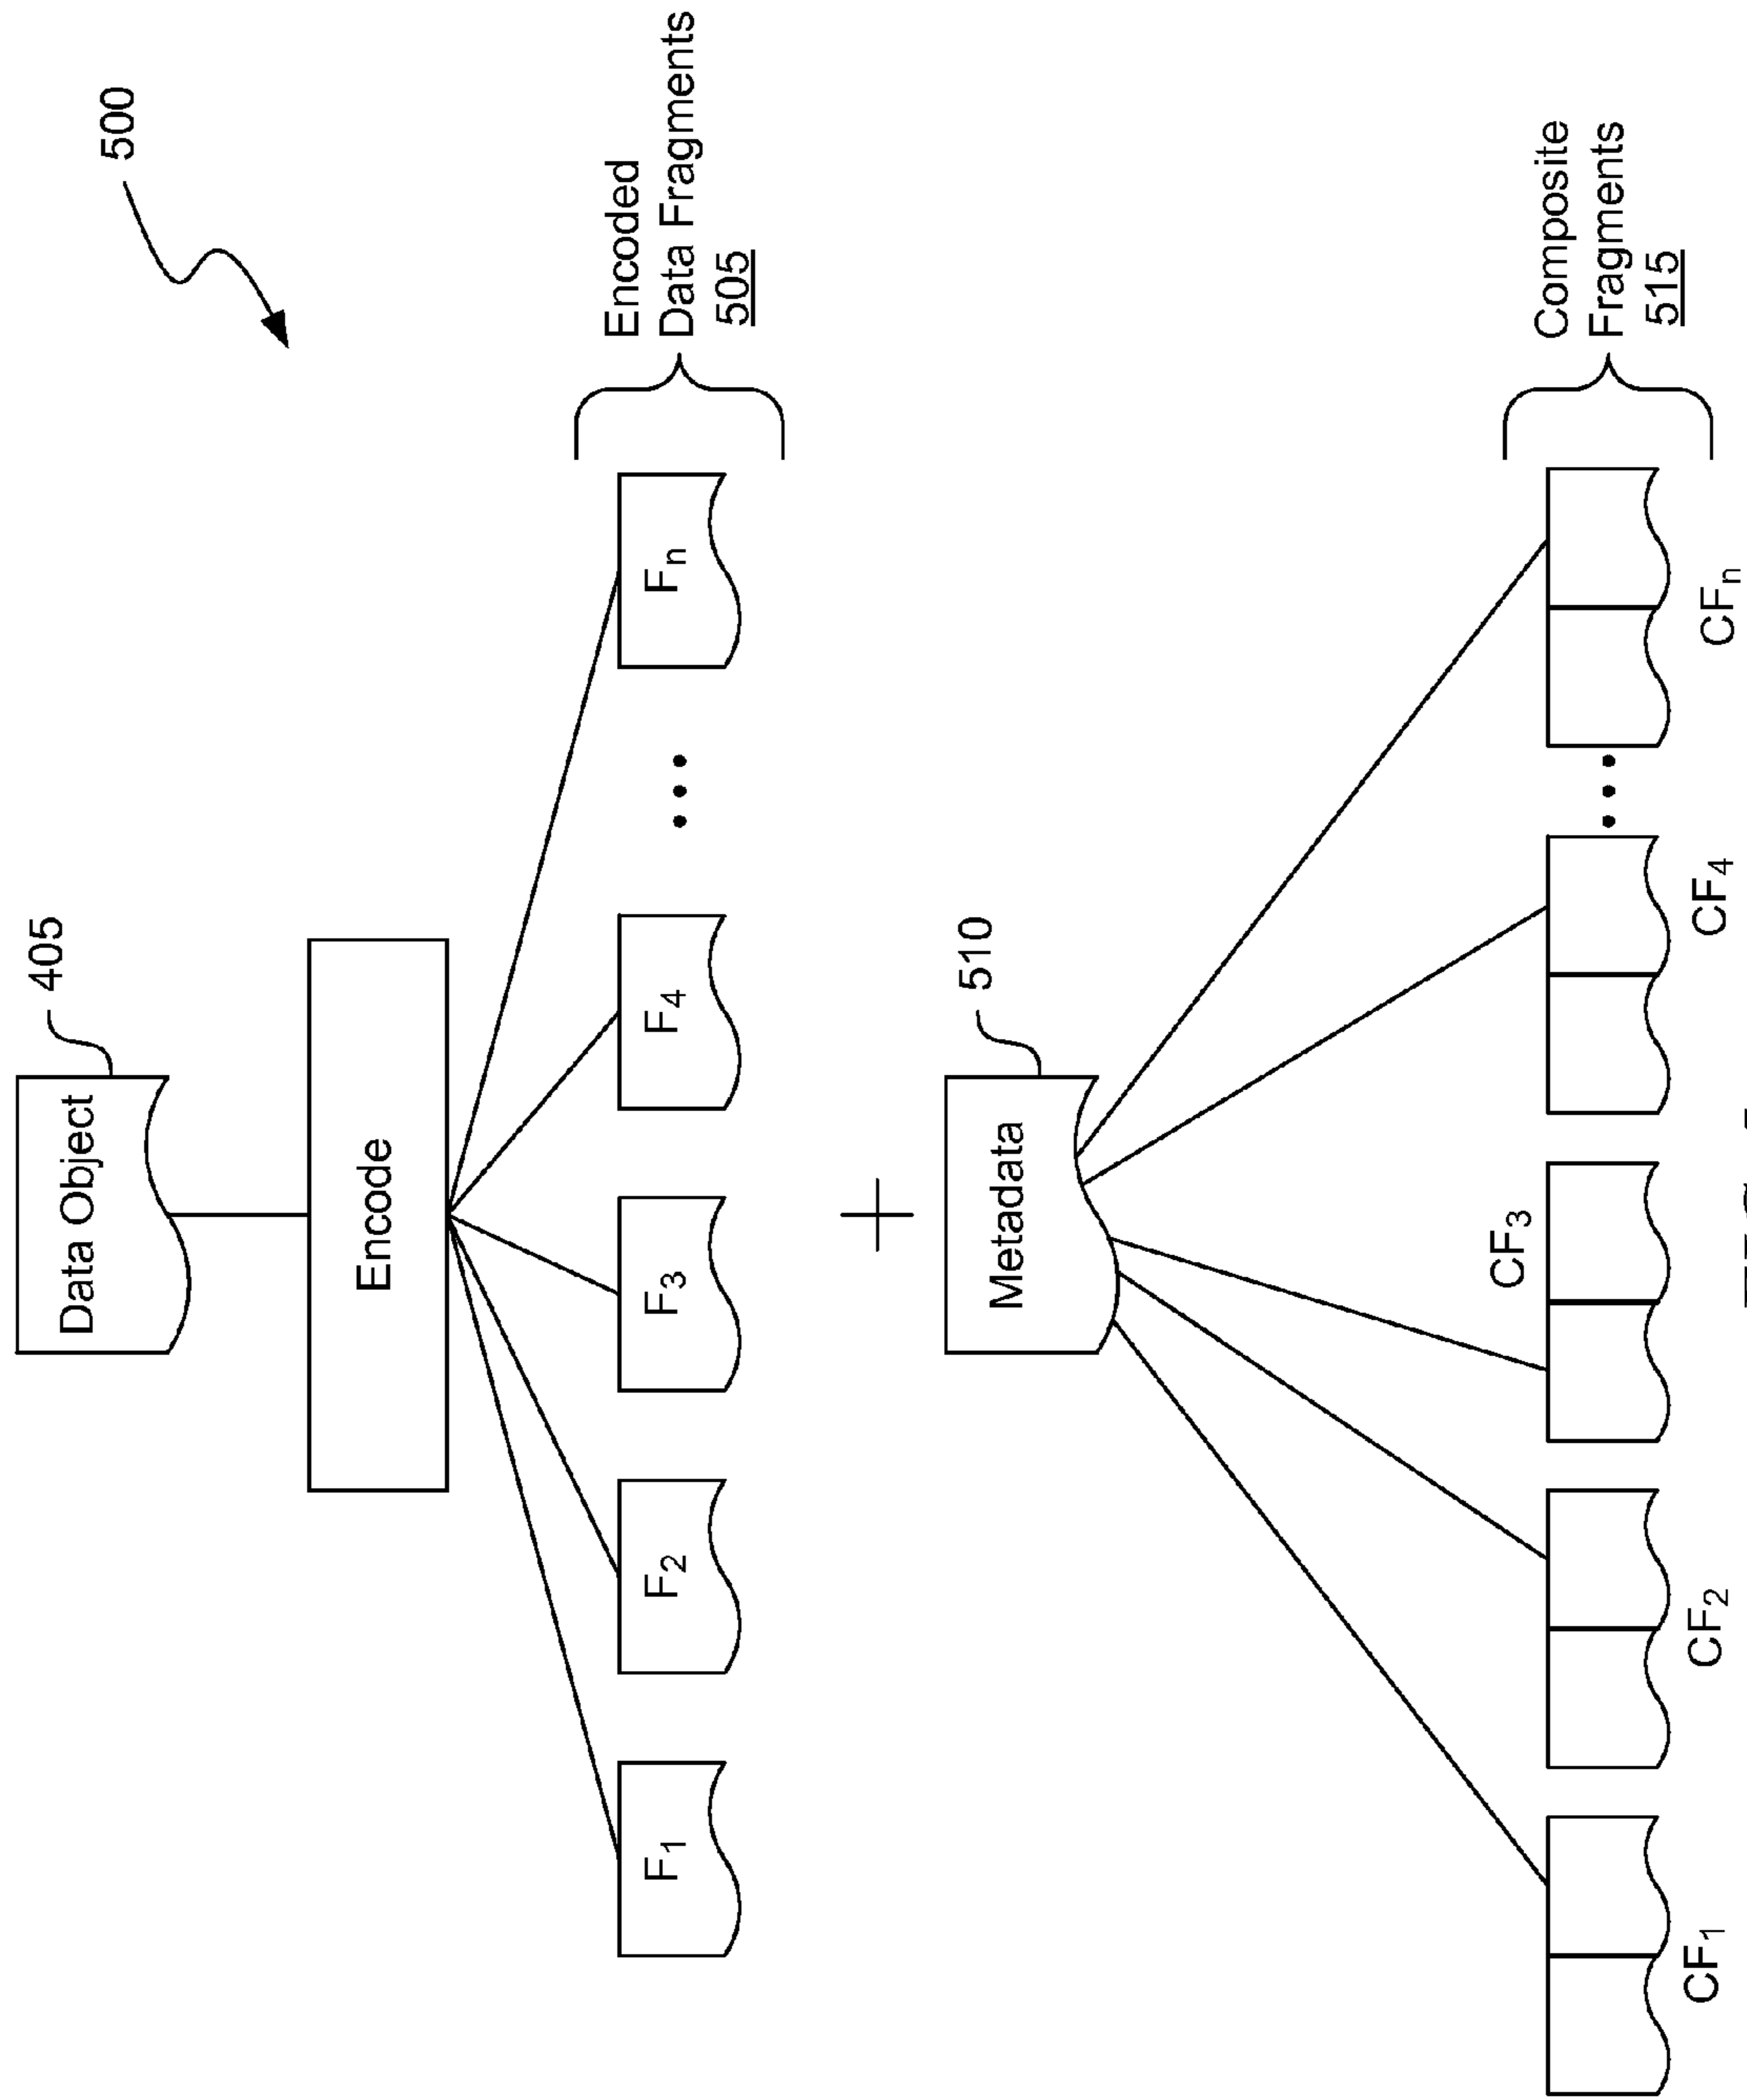 500
Data Object
405
Encode
F1
F2
F3
F4
Fn
Encoded
Data Fragments
505
Metadata
510
CF1
CF2
CF3
CF4
CFn
Composite
Fragments
515